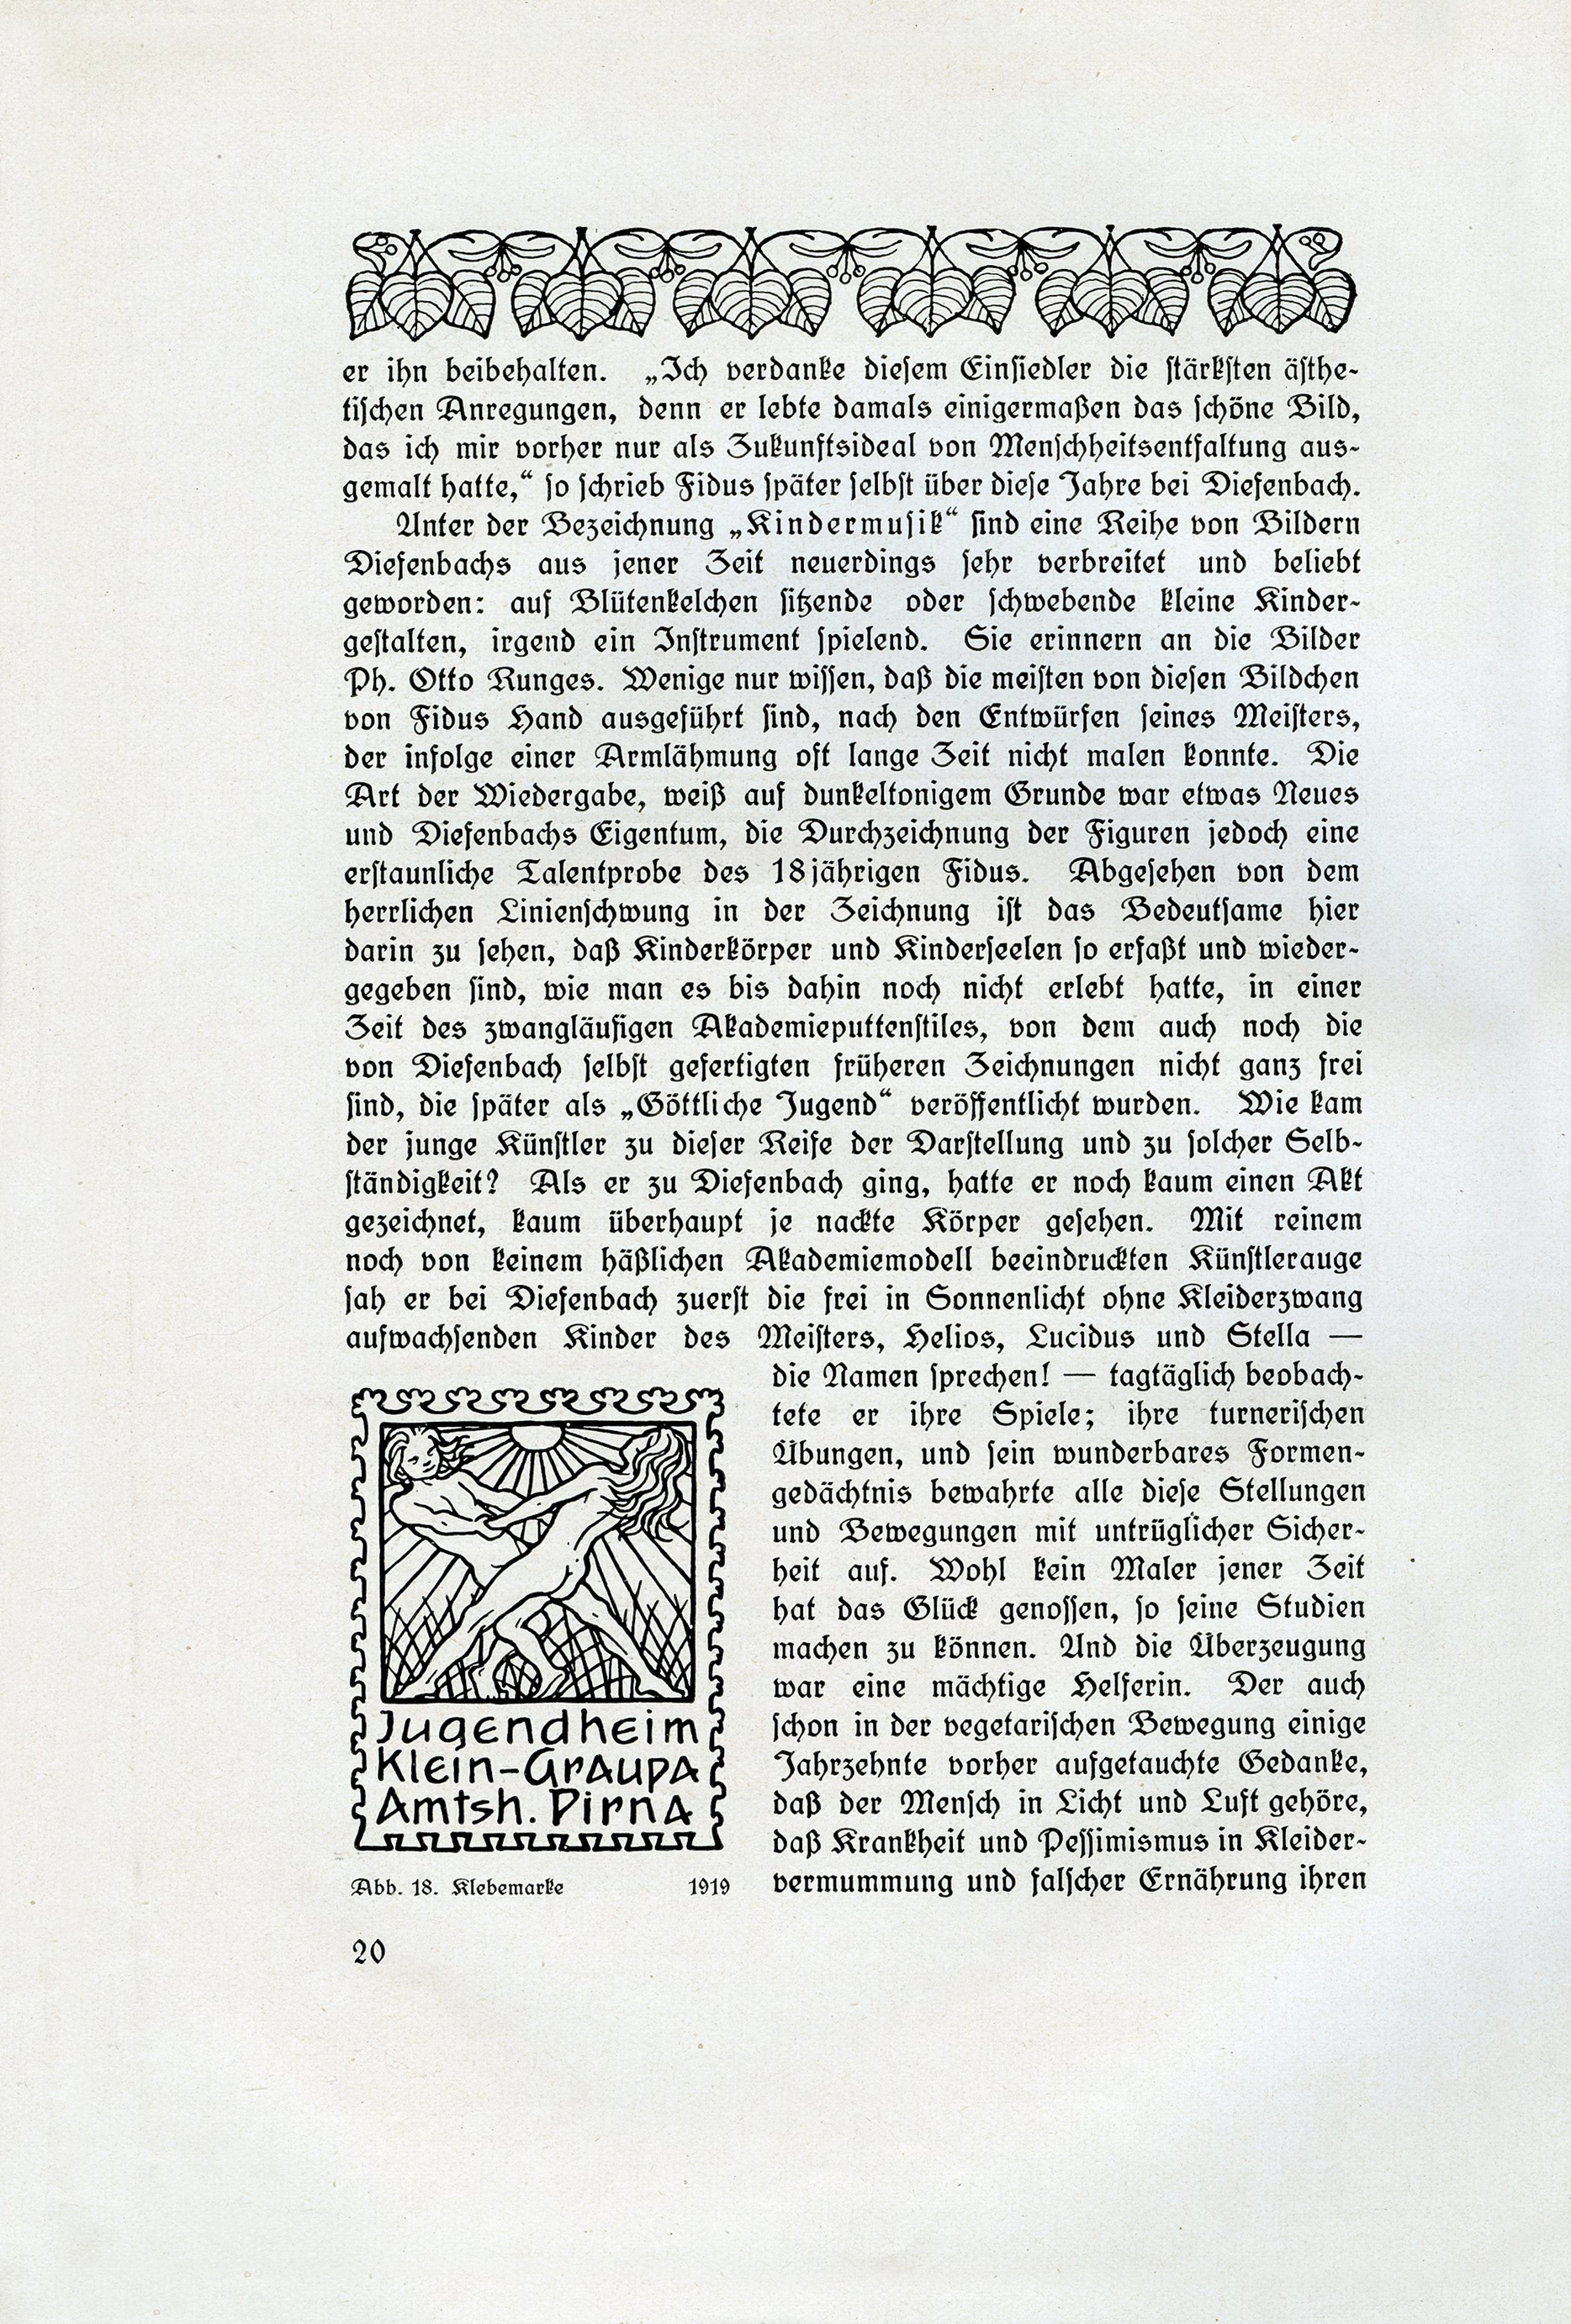 er ihn beibehalten. „Ich verdanke diesem Einsiedler die stärksten ästhe-
tischen Anregungen, denn er lebte damals einigermaßen das schöne Bild,
das ich mir vorher nur als Zukunftsideal von Menschheitsentfaltung aus-
gemalt hatte,“ so schrieb Fidus später selbst über diese Jahre bei Diefenbach.
Unter der Bezeichnung „Kindermusik“ sind eine Reihe von Bildern
Diefenbachs aus jener Zeit neuerdings sehr verbreitet und beliebt
geworden: auf Blütenkelchen sitzende oder schwebende kleine Kinder-
gestalten, irgend ein Instrument spielend. Sie erinnern an die Bilder
Ph. Otto Runges. Wenige nur wissen, daß die meisten von diesen Bildchen
von Fidus Hand ausgeführt sind, nach den Entwürfen seines Meisters,
der infolge einer Armlähmung oft lange Zeit nicht malen konnte. Die
Art der Wiedergabe, weiß auf dunkeltonigem Grunde war etwas Neues
und Diefenbachs Eigentum, die Durchzeichnung der Figuren jedoch eine
erstaunliche Talentprobe des 18jährigen Fidus. Abgesehen von dem
herrlichen Linienschwung in der Zeichnung ist das Bedeutsame hier
darin zu sehen, daß Kinderkörper und Kinderseelen so erfaßt und wieder-
gegeben sind, wie man es bis dahin noch nicht erlebt hatte, in einer
Zeit des zwangläufigen Akademieputtenstiles, von dem auch noch die
von Diefenbach selbst gefertigten früheren Zeichnungen nicht ganz frei
sind, die später als „Göttliche Jugend“ veröffentlicht wurden. Wie kam
der junge Künstler zu dieser Reife der Darstellung und zu solcher Selb-
ständigkeit? Als er zu Diefenbach ging, hatte er noch kaum einen Akt
gezeichnet, kaum überhaupt je nackte Körper gesehen. Mit reinem
noch von keinem häßlichen Akademiemodell beeindruckten Künstlerauge
sah er bei Diefenbach zuerst die frei in Sonnenlicht ohne Kleiderzwang
aufwachsenden Kinder des Meisters, Helios, Lucidus und Stella —
die Namen sprechen! — tagtäglich beobach-
tete er ihre Spiele; ihre turnerischen
Übungen, und sein wunderbares Formen-
gedächtnis bewahrte alle diese Stellungen
und Bewegungen mit untrüglicher Sicher-
heit auf. Wohl kein Maler jener Zeit
hat das Glück genossen, so seine Studien
machen zu können. Und die Überzeugung
war eine mächtige Helferin. Der auch
schon in der vegetarischen Bewegung einige
Jahrzehnte vorher aufgetauchte Gedanke,
daß der Mensch in Licht und Luft gehöre,
daß Krankheit und Pessimismus in Kleider-
vermummung und falscher Ernährung ihren
Jugendheim
Klein-Graupa
Amtsh. Pirna
Abb. 18. Klebemarke 1919
20